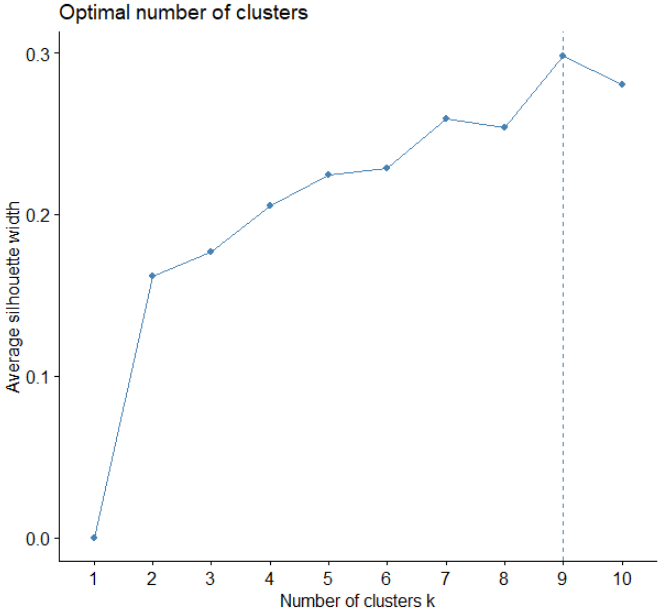 Optimal number of clusters
0.3
0.2
0.1
0.0
Average silhouette width
1 2 3 4 5 6 7 8 9 10
Number of clusters k